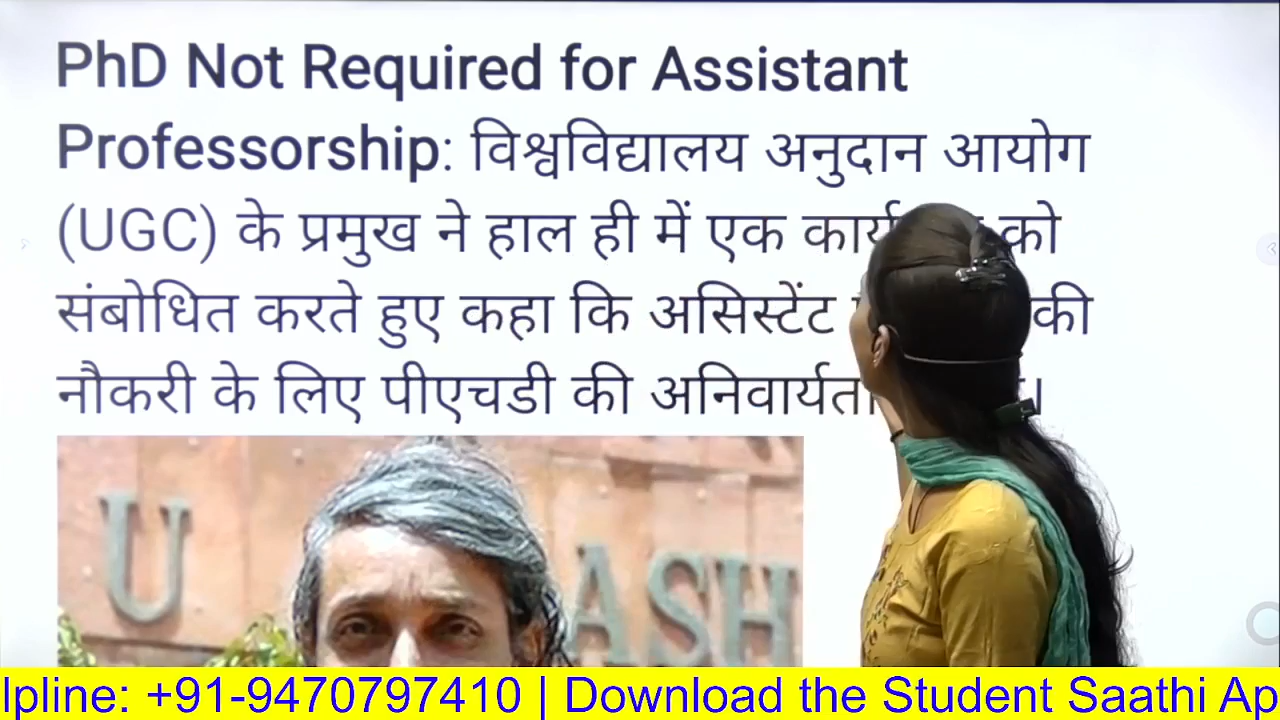 PhD Not Required for Assistant
Professorship: विश्वविद्यालय अनुदान आयोग
(UGC) के प्रमुख ने हाल ही में एक को
संबोधित करते हुए कहा कि असिस्टेंट की
नौकरी के लिए पीएचडी की
U ASH
lpline: +91-9470797410 | Download the Student Saathi Ap